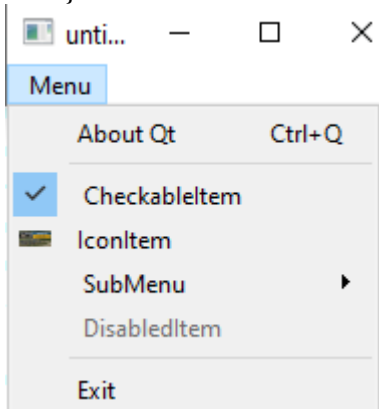 unti...
Menu
About Qt Ctrl+Q
CheckableItem
IconItem
SubMenu
DisabledItem
Exit